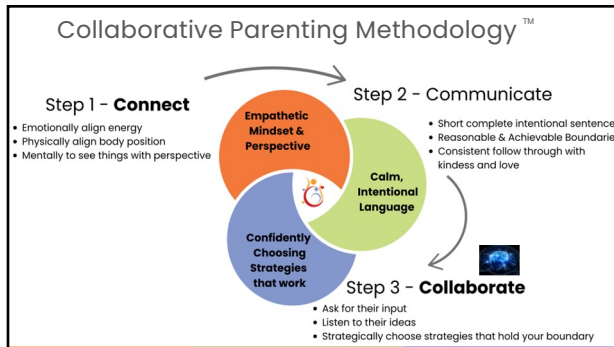 Collaborative Parenting Methodology ™
Step 1 - Connect
• Emotionally align energy
• Physically align body position
• Mentally to see things with perspective
Empathetic
Mindset &
Perspective
Step 2 - Communicate
• Short complete intentional sentence
• Reasonable & Achievable Boundarie
• Consistent follow through with
kindess and love
Calm,
Intentional
Language
Confidently
Choosing
Strategies
that work
Step 3 - Collaborate
• Ask for their input
• Listen to their ideas
• Strategically choose strategies that hold your boundary